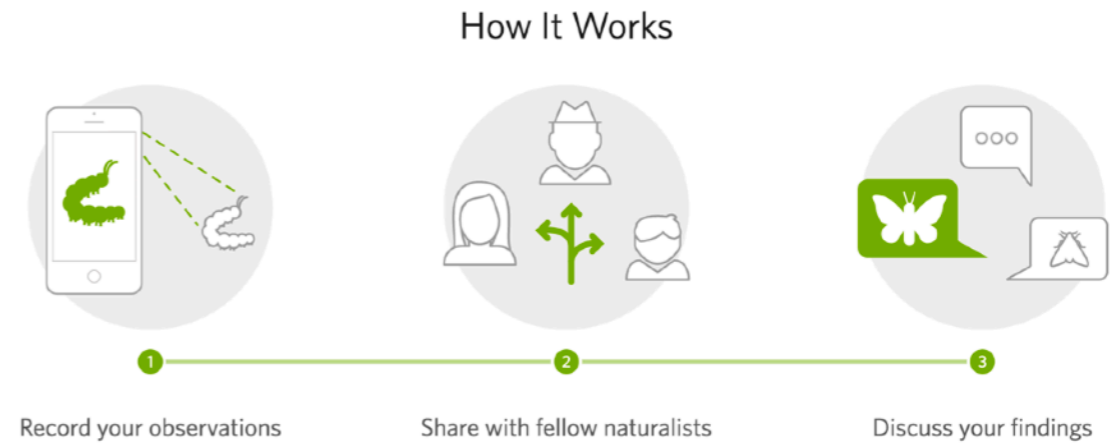 How It Works
1
2
3
Record your observations
Share with fellow naturalists
Discuss your findings